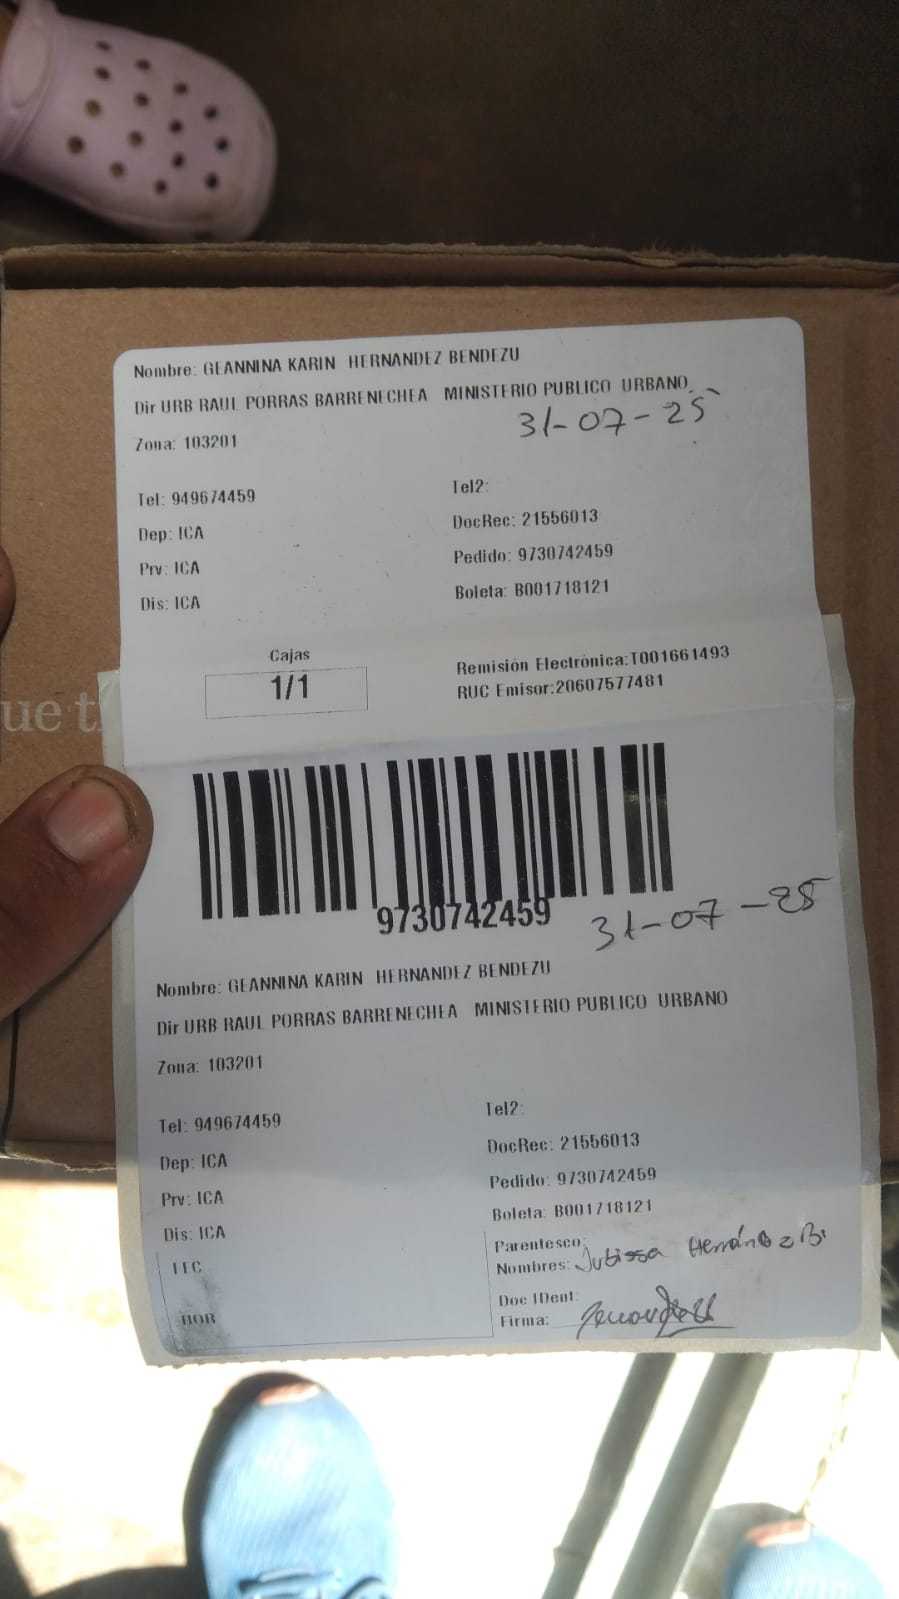 Nombre: GEANNINA KARIN HERNANDEZ BENDEZU
Dir URB RAUL PORRAS BARRENECHEA MINISTERIO PUBLICO URBANO
31-07-25
Zona: 103201
Tel: 949674459
Tel2:
Dep: ICA
DocRec: 21556013
Prv: ICA
Pedido: 9730742459
Dis: ICA
Boleta: B001718121
Cajas
1/1
Remisión Electrónica:T001661493
RUC Emisor:20607577481
ue t
9730742459
31-07-25
Nombre: GEANNINA KARIN HERNANDEZ BENDEZU
Dir URB RAUL PORRAS BARRENECHEA MINISTERIO PUBLICO URBANO
Zona: 103201
Tel: 949674459
Tel2:
Dep: ICA
DocRec: 21556013
Prv: ICA
Pedido: 9730742459
Dis: ICA
Boleta: B001718121
Parentesco:
Nombres:
HOR
Doc IDent:
Firma: